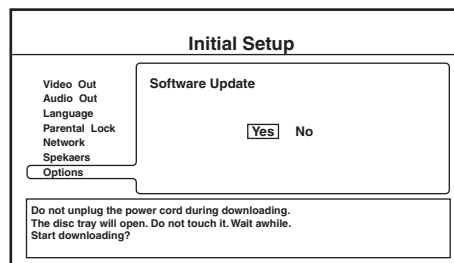 Initial Setup
Video Out
Audio Out
Language
Parental Lock
Network
Spekaers
Options
Software Update
Yes No
Do not unplug the power cord during downloading.
The disc tray will open. Do not touch it. Wait awhile.
Start downloading?